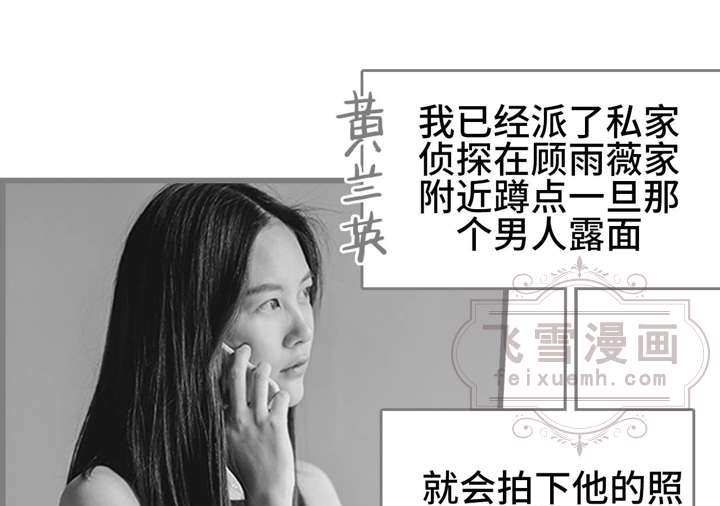 黄兰英
我已经派了私家
侦探在顾雨薇家
附近蹲点一旦那
个男人露面
飞雪漫画
feixuemh.com
就会拍下他的照